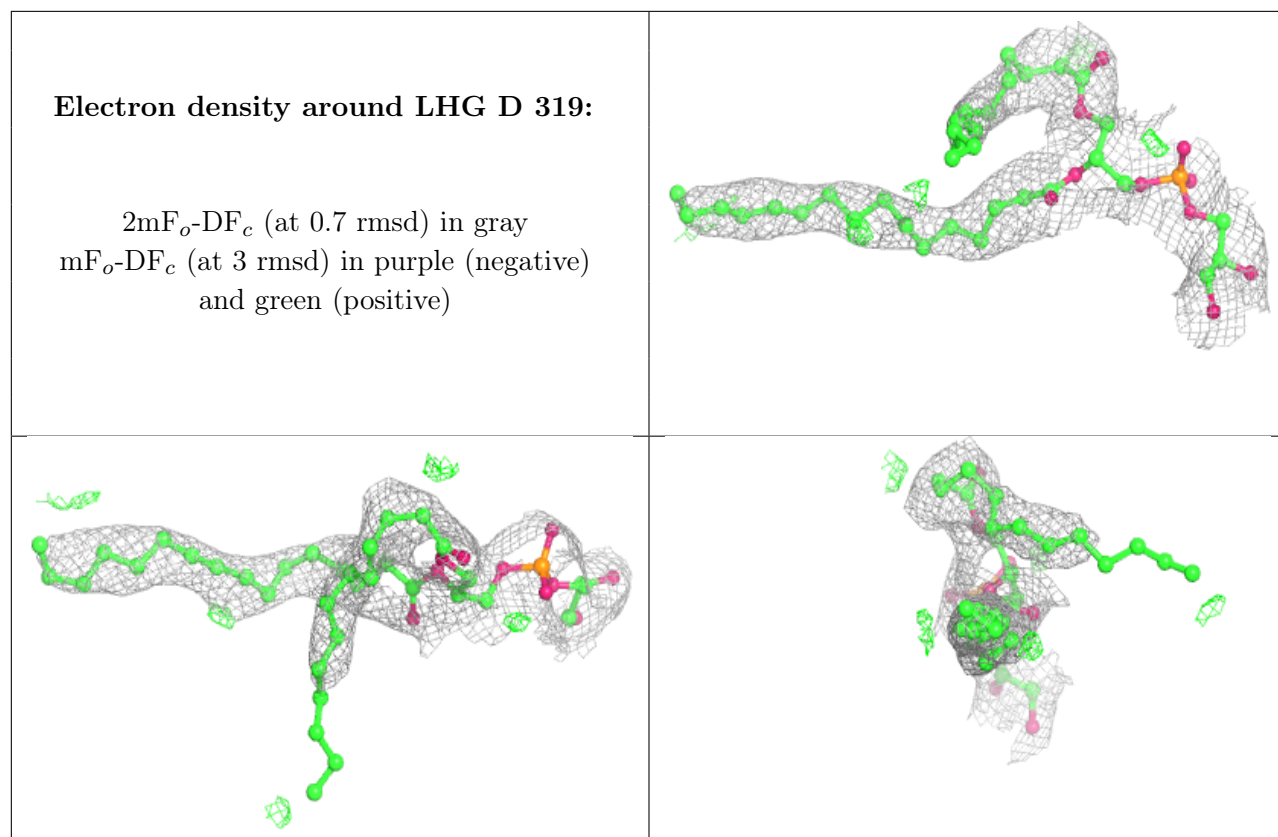 Electron density around LHG D 319:
2mFo-DFc (at 0.7 rmsd) in gray
mFo-DFc (at 3 rmsd) in purple (negative)
and green (positive)